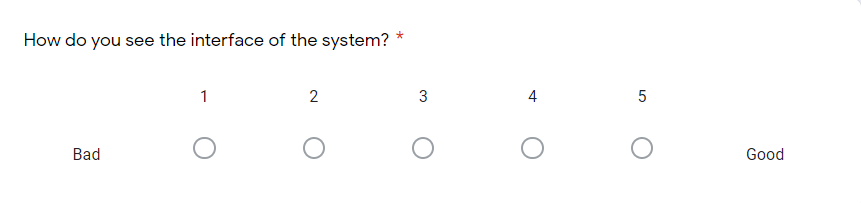 How do you see the interface of the system? *
1 2 3 4 5
Bad Good